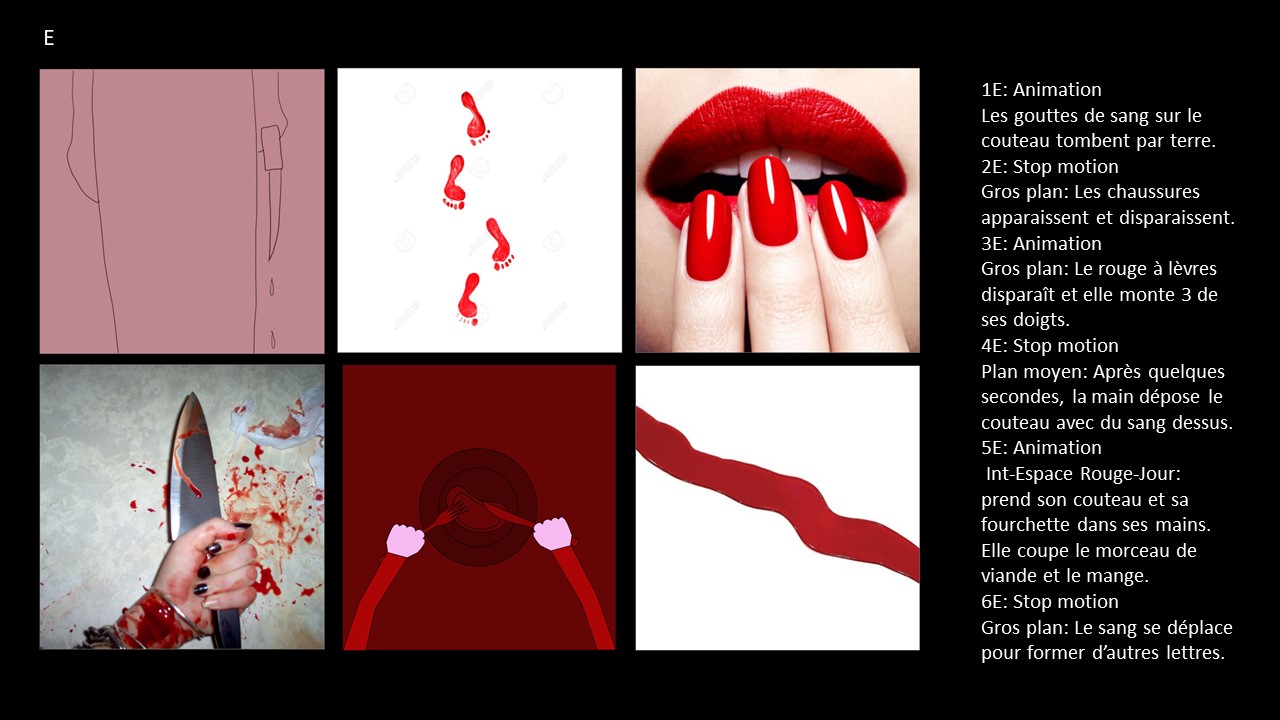 E
1E: Animation
Les gouttes de sang sur le
couteau tombent par terre.
2E: Stop motion
Gros plan: Les chaussures
apparaissent et disparaissent.
3E: Animation
Gros plan: Le rouge à lèvres
disparaît et elle monte 3 de
ses doigts.
4E: Stop motion
Plan moyen: Après quelques
secondes, la main dépose le
couteau avec du sang dessus.
5E: Animation
Int-Espace Rouge-Jour:
prend son couteau et sa
fourchette dans ses mains.
Elle coupe le morceau de
viande et le mange.
6E: Stop motion
Gros plan: Le sang se déplace
pour former d’autres lettres.